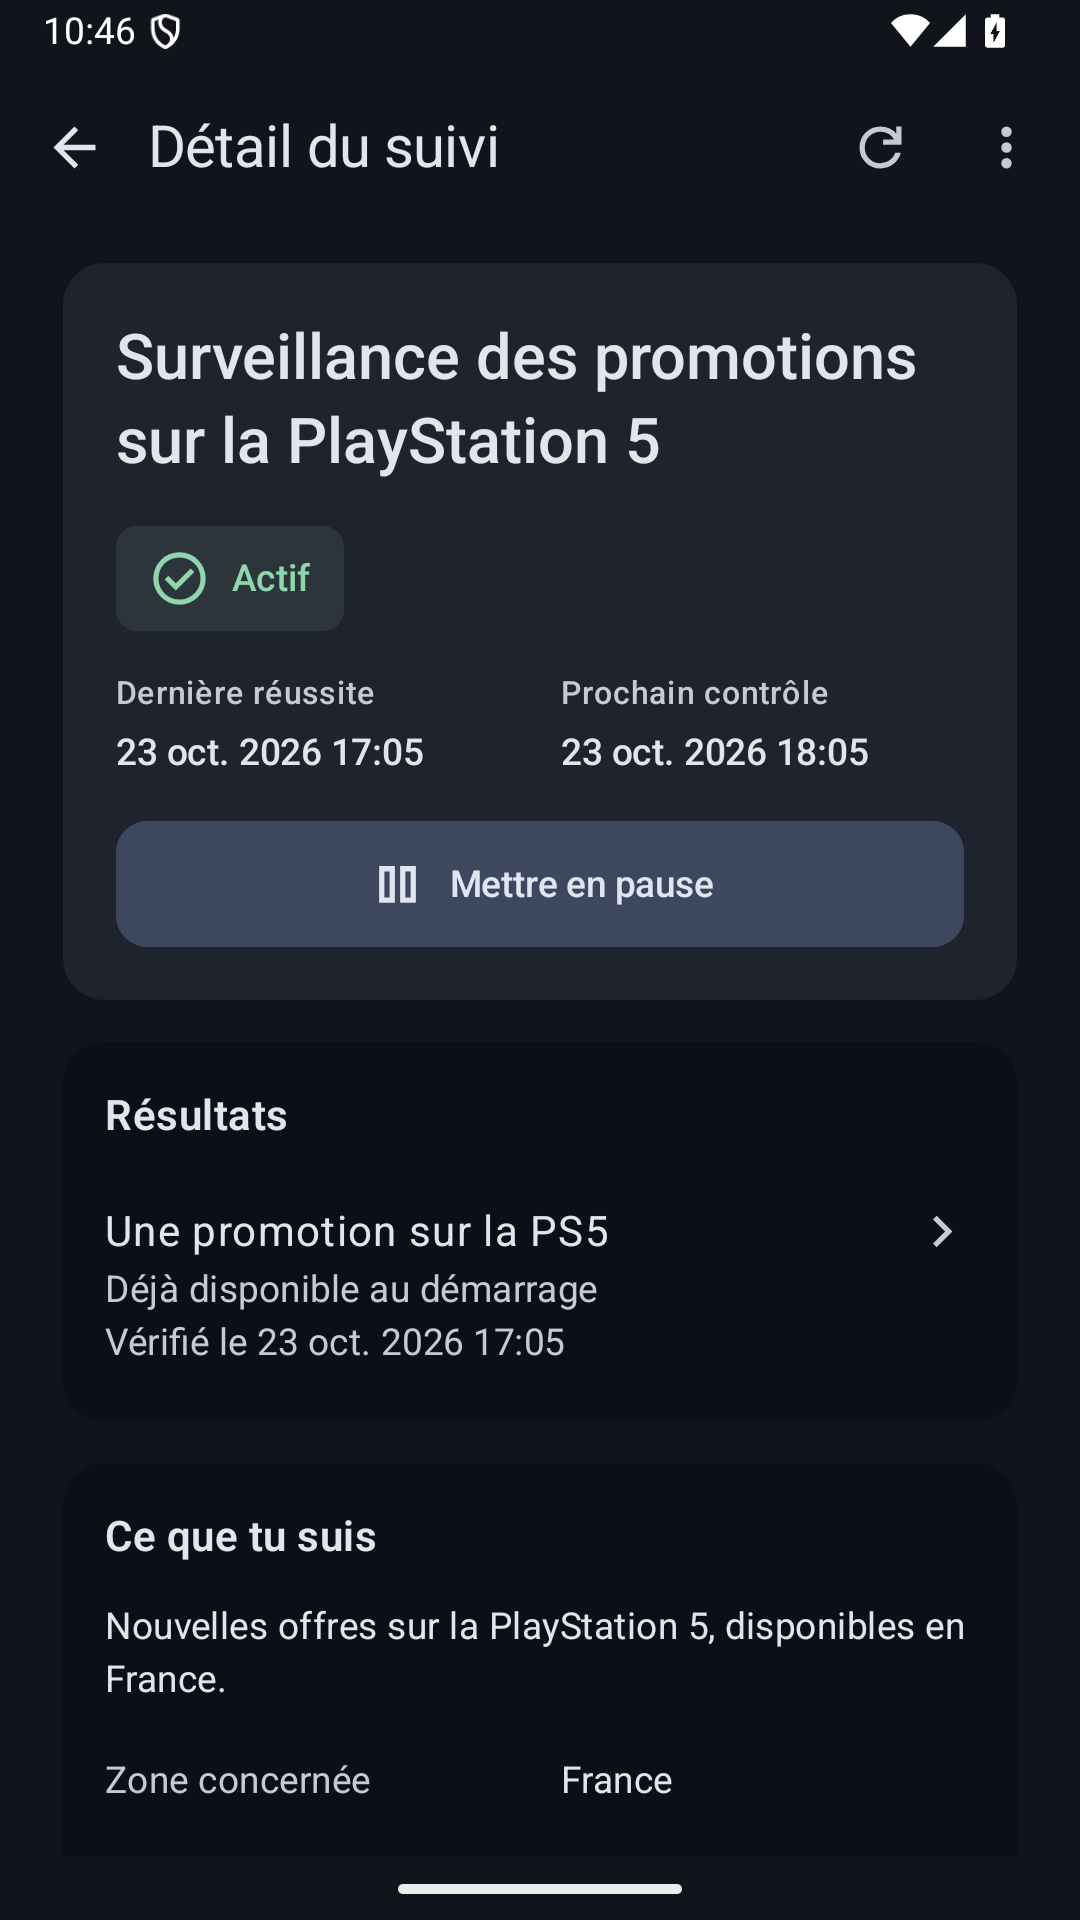 10:46
Détail du suivi
Surveillance des promotions
sur la PlayStation 5
Actif
Dernière réussite
Prochain contrôle
23 oct. 2026 17:05
23 oct. 2026 18:05
Mettre en pause
Résultats
Une promotion sur la PS5
Déjà disponible au démarrage
Vérifié le 23 oct. 2026 17:05
Ce que tu suis
Nouvelles offres sur la PlayStation 5, disponibles en
France.
Zone concernée
France